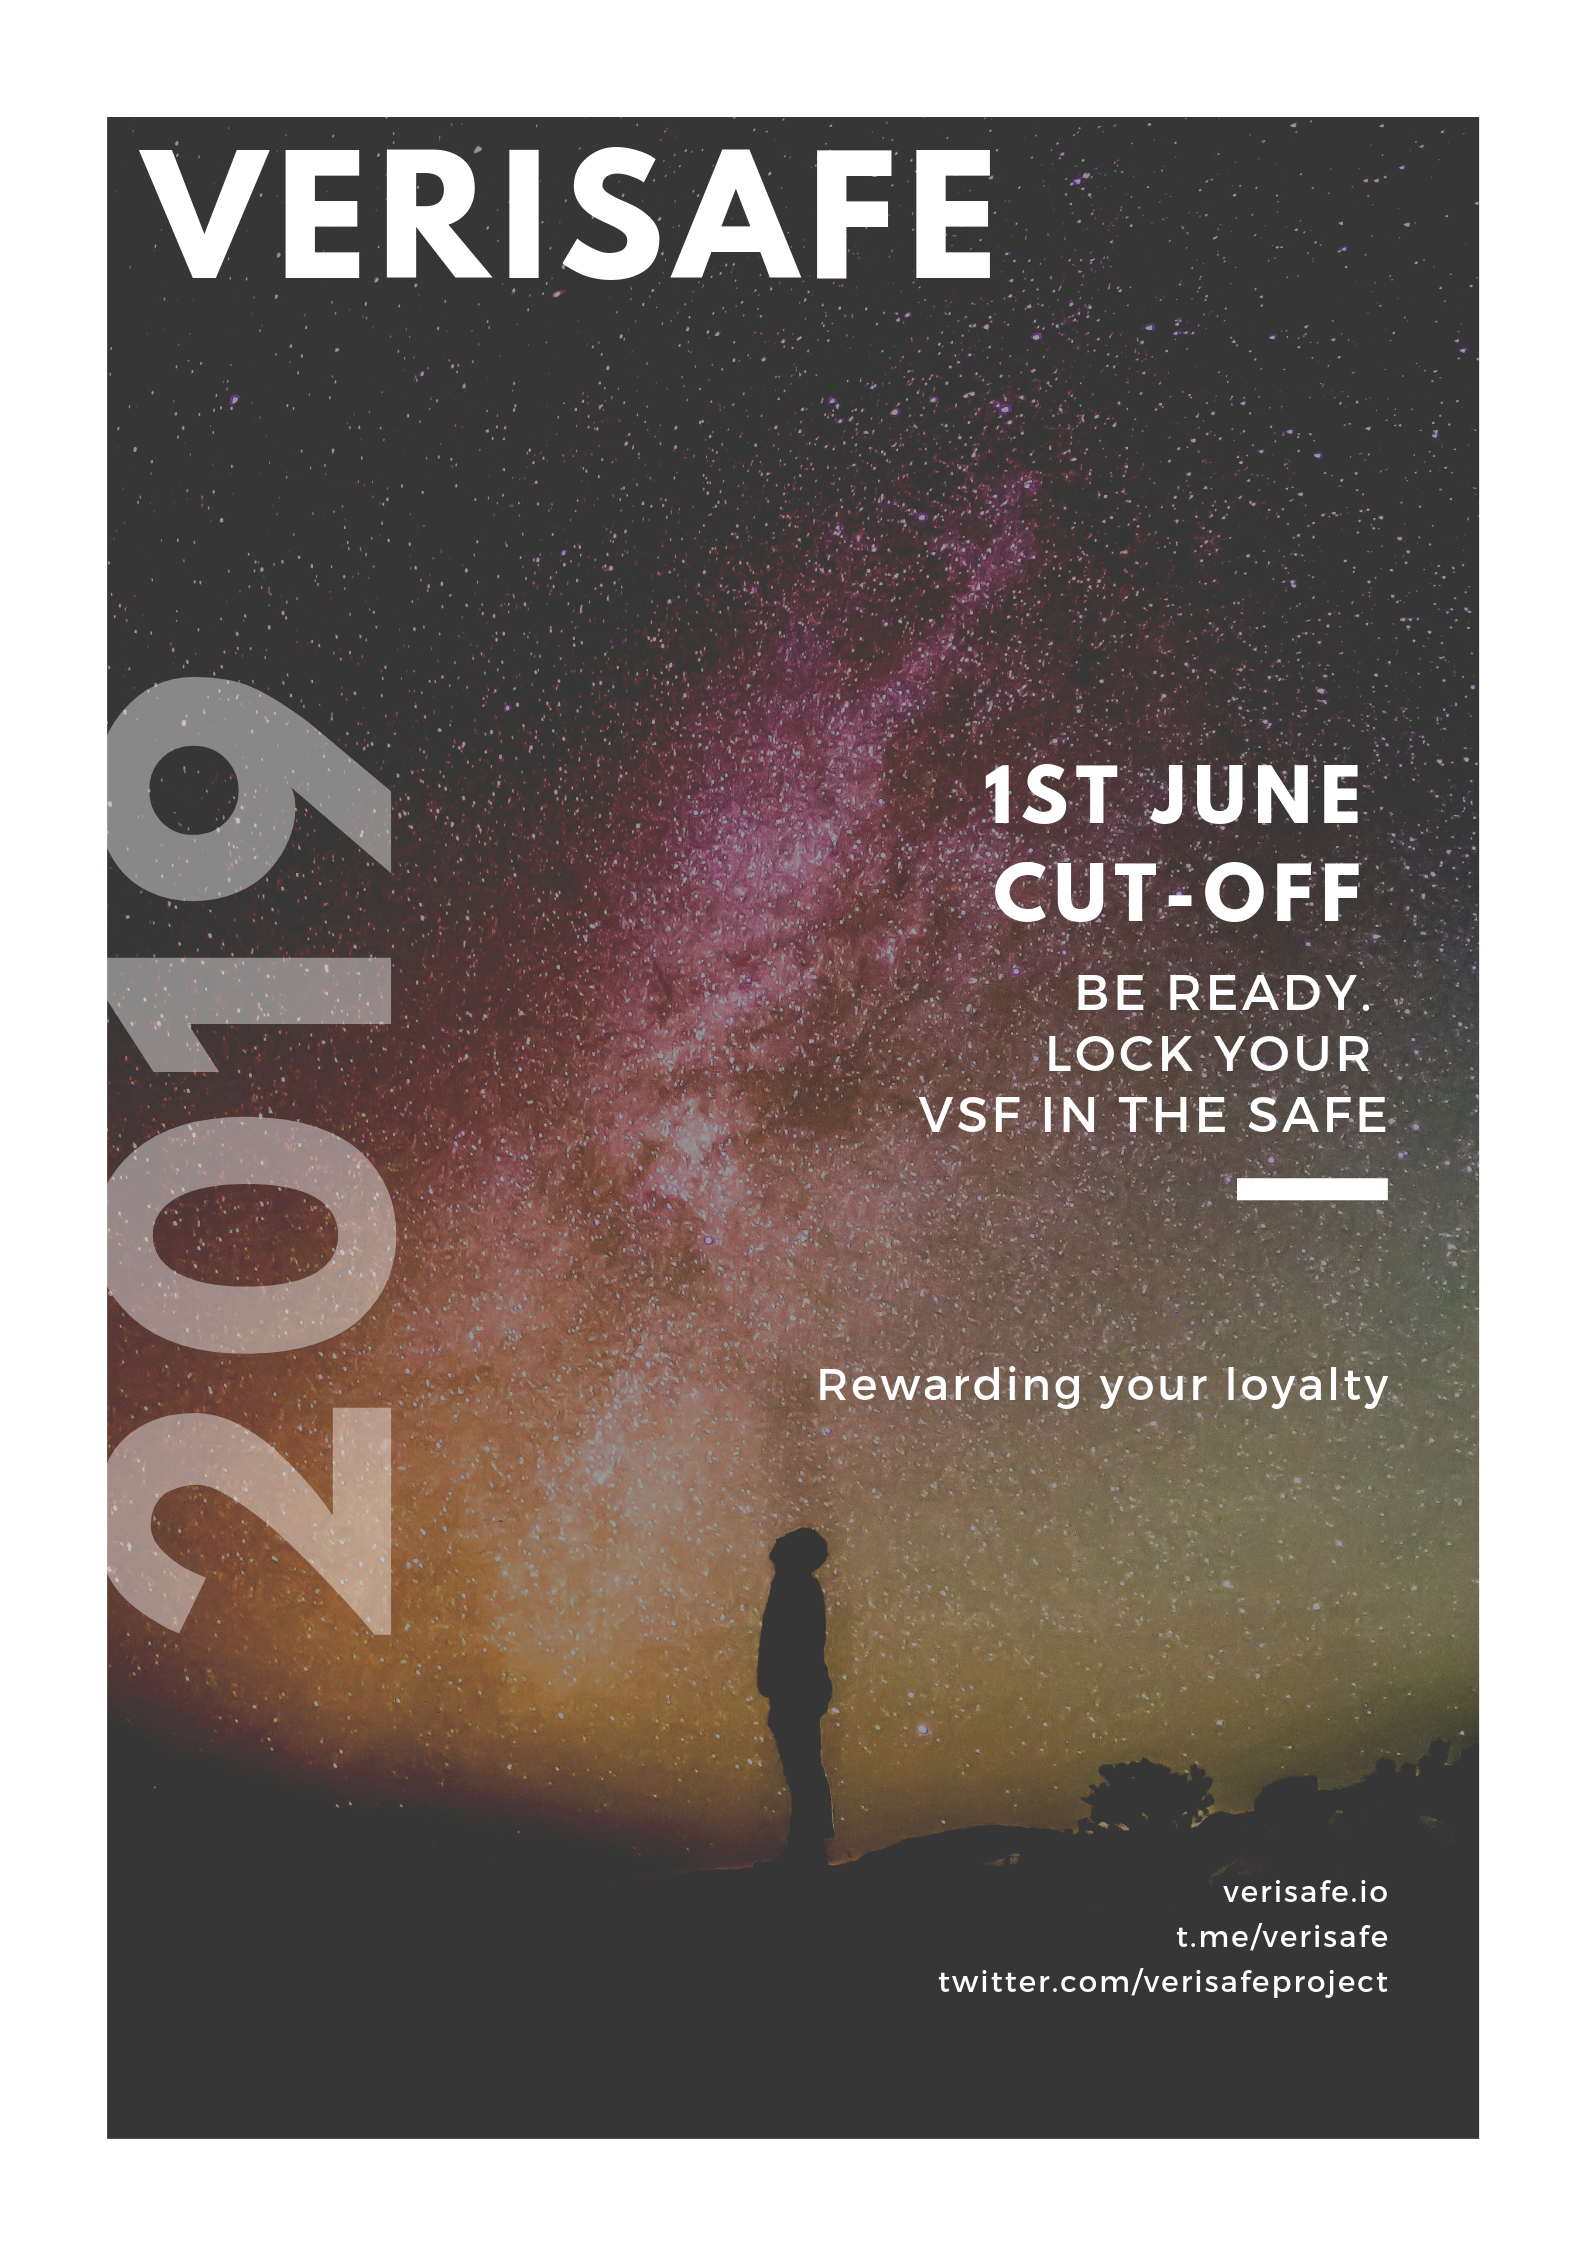 VERISAFE
2019
1ST JUNE
CUT-OFF
BE READY.
LOCK YOUR
VSF IN THE SAFE
Rewarding your loyalty
verisafe.io
t.me/verisafe
twitter.com/verisafeproject